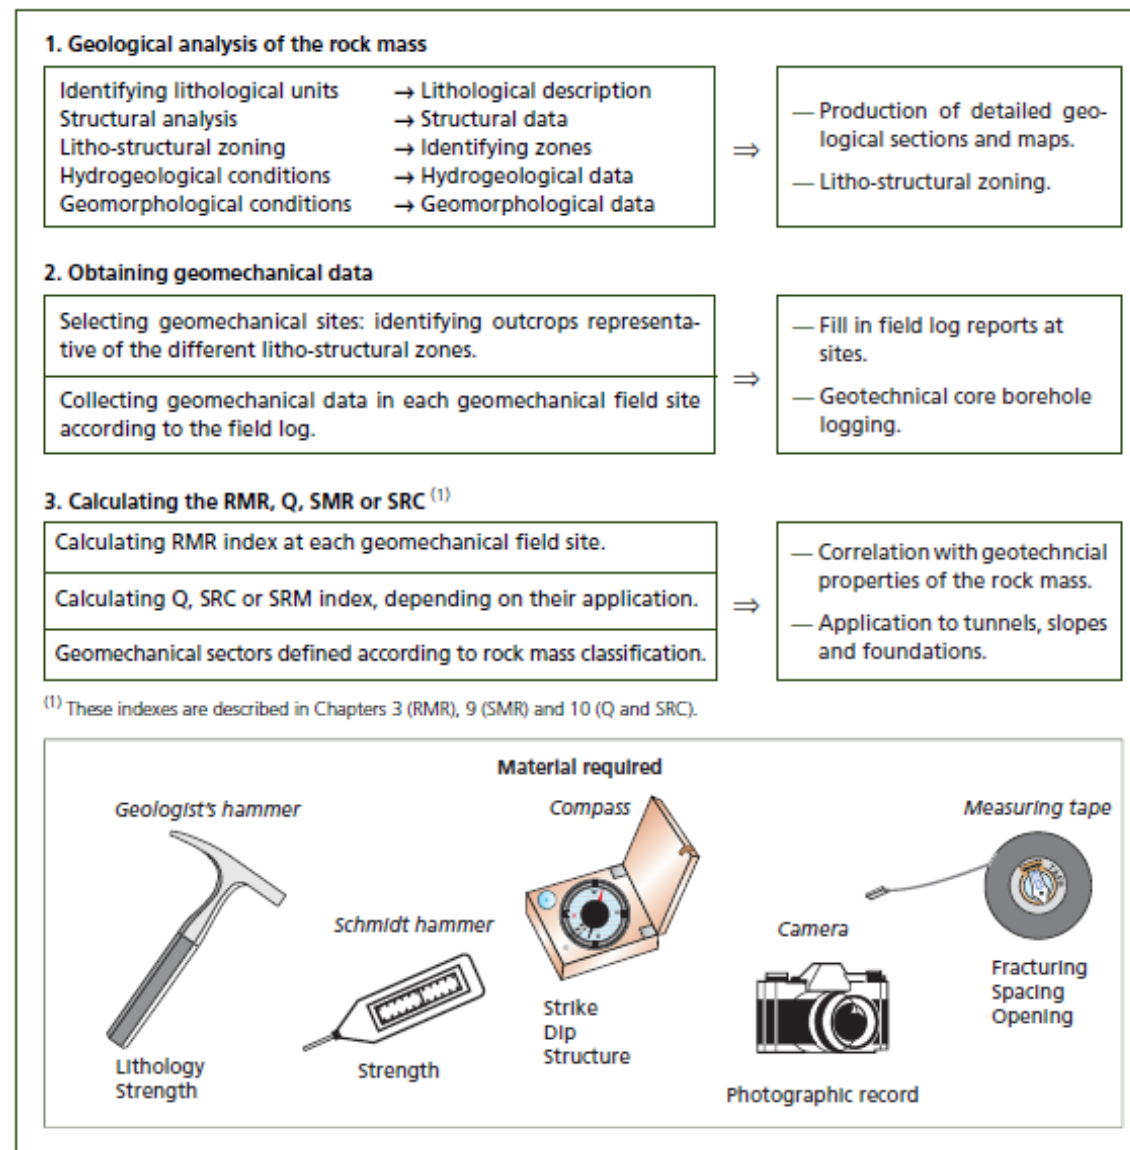 1. Geological analysis of the rock mass
Identifying lithological units → Lithological description
Structural analysis → Structural data
Litho-structural zoning → Identifying zones
Hydrogeological conditions → Hydrogeological data
Geomorphological conditions → Geomorphological data
⇒
— Production of detailed geo-
logical sections and maps.
— Litho-structural zoning.
2. Obtaining geomechanical data
Selecting geomechanical sites: identifying outcrops representa-
tive of the different litho-structural zones.
Collecting geomechanical data in each geomechanical field site
according to the field log.
⇒
— Fill in field log reports at
sites.
— Geotechnical core borehole
logging.
3. Calculating the RMR, Q, SMR or SRC (1)
Calculating RMR index at each geomechanical field site.
Calculating Q, SRC or SRM index, depending on their application.
Geomechanical sectors defined according to rock mass classification.
⇒
— Correlation with geotechncial
properties of the rock mass.
— Application to tunnels, slopes
and foundations.
(1) These indexes are described in Chapters 3 (RMR), 9 (SMR) and 10 (Q and SRC).
Material required
Geologist's hammer
Lithology
Strength
Schmidt hammer
Strength
Compass
Strike
Dip
Structure
Camera
Photographic record
Measuring tape
Fracturing
Spacing
Opening